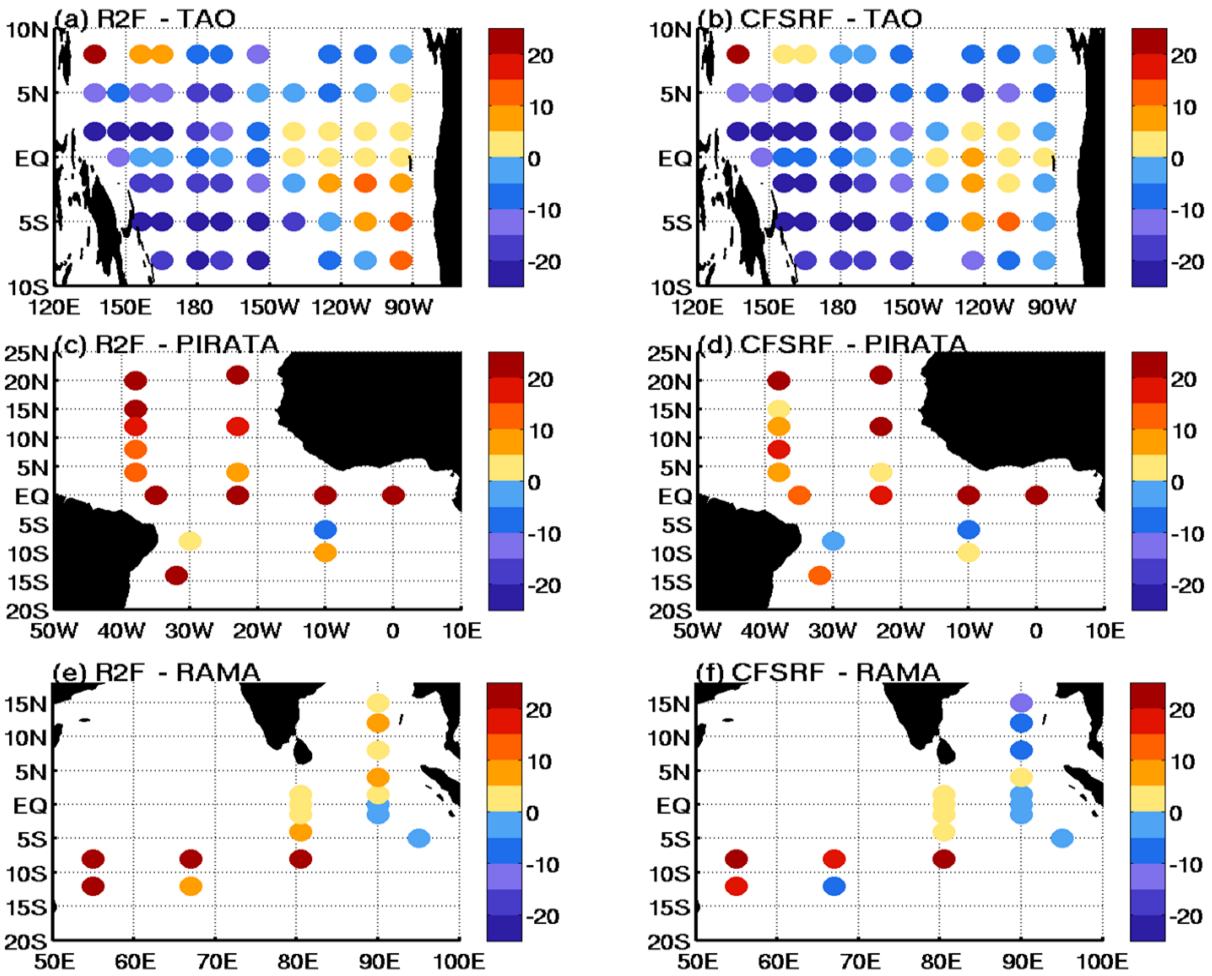 (a) R2F - TAO
(b) CFSRF - TAO
10N
5N
EQ
5S
10S
120E 150E 180 150W 120W 90W
20
10
0
-10
-20
10N
5N
EQ
5S
10S
120E 150E 180 150W 120W 90W
20
10
0
-10
-20
(c) R2F - PIRATA
(d) CFSRF - PIRATA
25N
20N
15N
10N
5N
EQ
5S
10S
15S
20S
50W 40W 30W 20W 10W 0 10E
20
10
0
-10
-20
25N
20N
15N
10N
5N
EQ
5S
10S
15S
20S
50W 40W 30W 20W 10W 0 10E
20
10
0
-10
-20
(e) R2F - RAMA
(f) CFSRF - RAMA
15N
10N
5N
EQ
5S
10S
15S
20S
50E 60E 70E 80E 90E 100E
20
10
0
-10
-20
15N
10N
5N
EQ
5S
10S
15S
20S
50E 60E 70E 80E 90E 100E
20
10
0
-10
-20